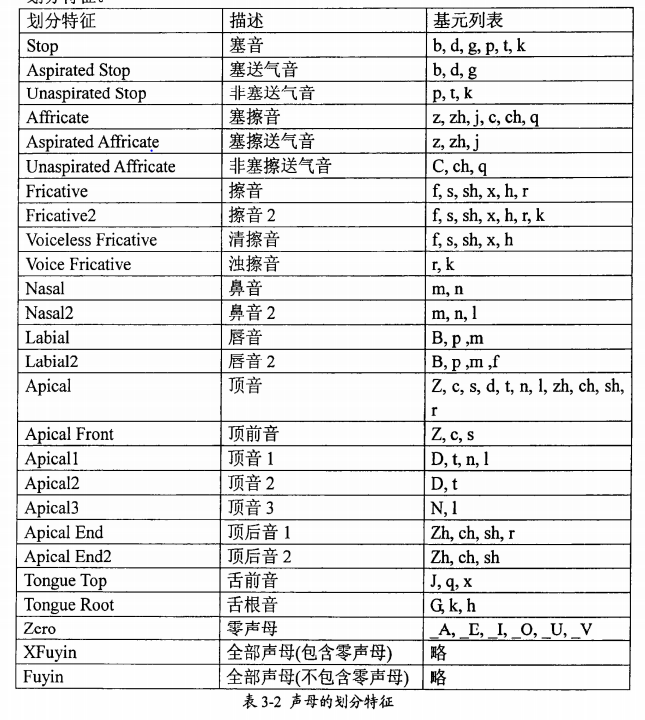 划分特征。
划分特征 描述 基元列表
Stop 塞音 b, d, g, p, t, k
Aspirated Stop 塞送气音 b, d, g
Unaspirated Stop 非塞送气音 p, t, k
Affricate 塞擦音 z, zh, j, c, ch, q
Aspirated Affricate 塞擦送气音 z, zh, j
Unaspirated Affricate 非塞擦送气音 C, ch, q
Fricative 擦音 f, s, sh, x, h, r
Fricative2 擦音 2 f, s, sh, x, h, r, k
Voiceless Fricative 清擦音 f, s, sh, x, h
Voice Fricative 浊擦音 r, k
Nasal 鼻音 m, n
Nasal2 鼻音 2 m, n, l
Labial 唇音 B, p ,m
Labial2 唇音 2 B, p ,m ,f
Apical 顶音 Z, c, s, d, t, n, l, zh, ch, sh,
r
Apical Front 顶前音 Z, c, s
Apical1 顶音 1 D, t, n, l
Apical2 顶音 2 D, t
Apical3 顶音 3 N, l
Apical End 顶后音 1 Zh, ch, sh, r
Apical End2 顶后音 2 Zh, ch, sh
Tongue Top 舌前音 J, q, x
Tongue Root 舌根音 G, k, h
Zero 零声母 _A, _E, _I, _O, _U, _V
XFuyin 全部声母(包含零声母) 略
Fuyin 全部声母(不包含零声母) 略
表 3-2 声母的划分特征